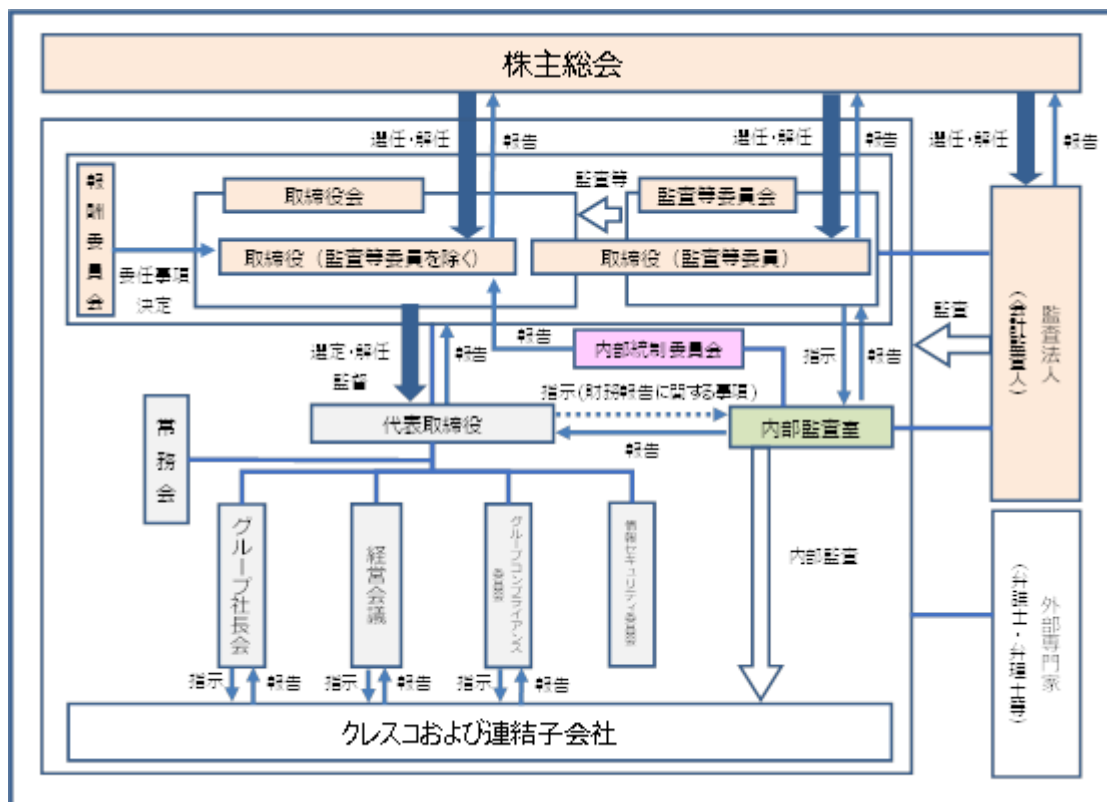 株主総会
選任・解任
報告
選任・解任
報告
選任・解任
報告
報酬委員会
取締役会
監査等
監査等委員会
取締役（監査等委員を除く）
取締役（監査等委員）
委任事項
決定
監査法人
（会計監査人）
監査
選定・解任
監督
報告
報告
内部統制委員会
指示
報告
指示（財務報告に関する事項）
代表取締役
内部監査室
報告
常務会
グループ社長会
経営会議
グループコンプライアンス
委員会
情報セキュリティ委員会
内部監査
外部専門家
（弁護士・弁理士等）
指示
報告
指示
報告
指示
報告
クレスコおよび連結子会社